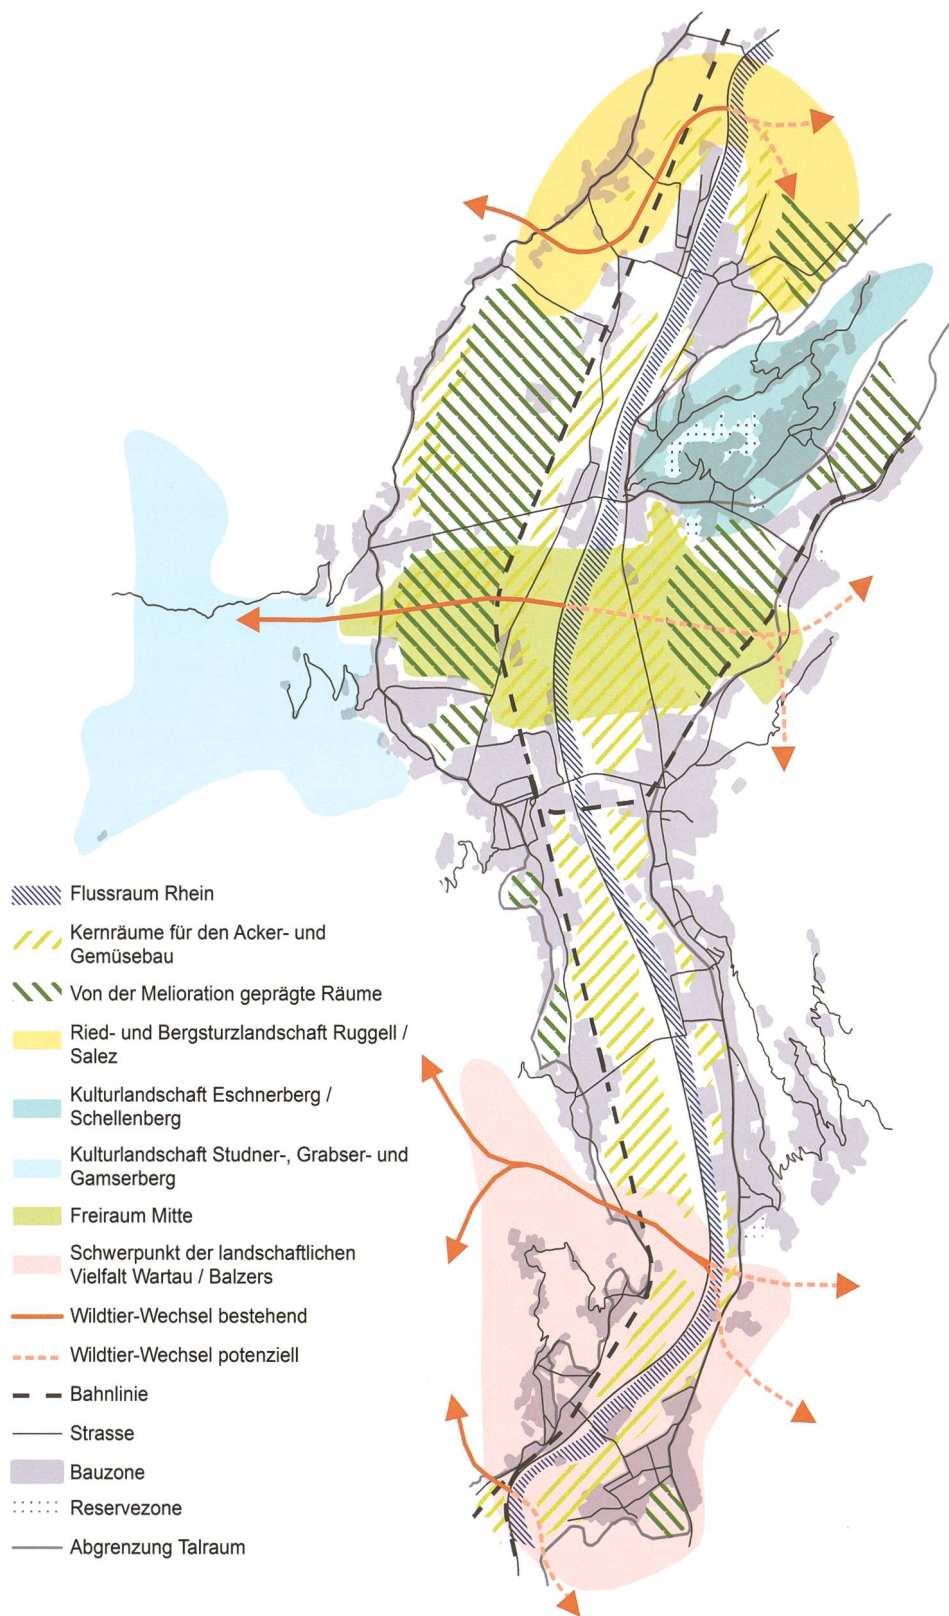 Flussraum Rhein
Kernräume für den Acker- und
Gemüsebau
Von der Melioration geprägte Räume
Ried- und Bergsturzlandschaft Ruggell /
Salez
Kulturlandschaft Eschnerberg /
Schellenberg
Kulturlandschaft Studner-, Grabser- und
Gamserberg
Freiraum Mitte
Schwerpunkt der landschaftlichen
Vielfalt Wartau / Balzers
Wildtier-Wechsel bestehend
Wildtier-Wechsel potenziell
Bahnlinie
Strasse
Bauzone
Reservezone
Abgrenzung Talraum